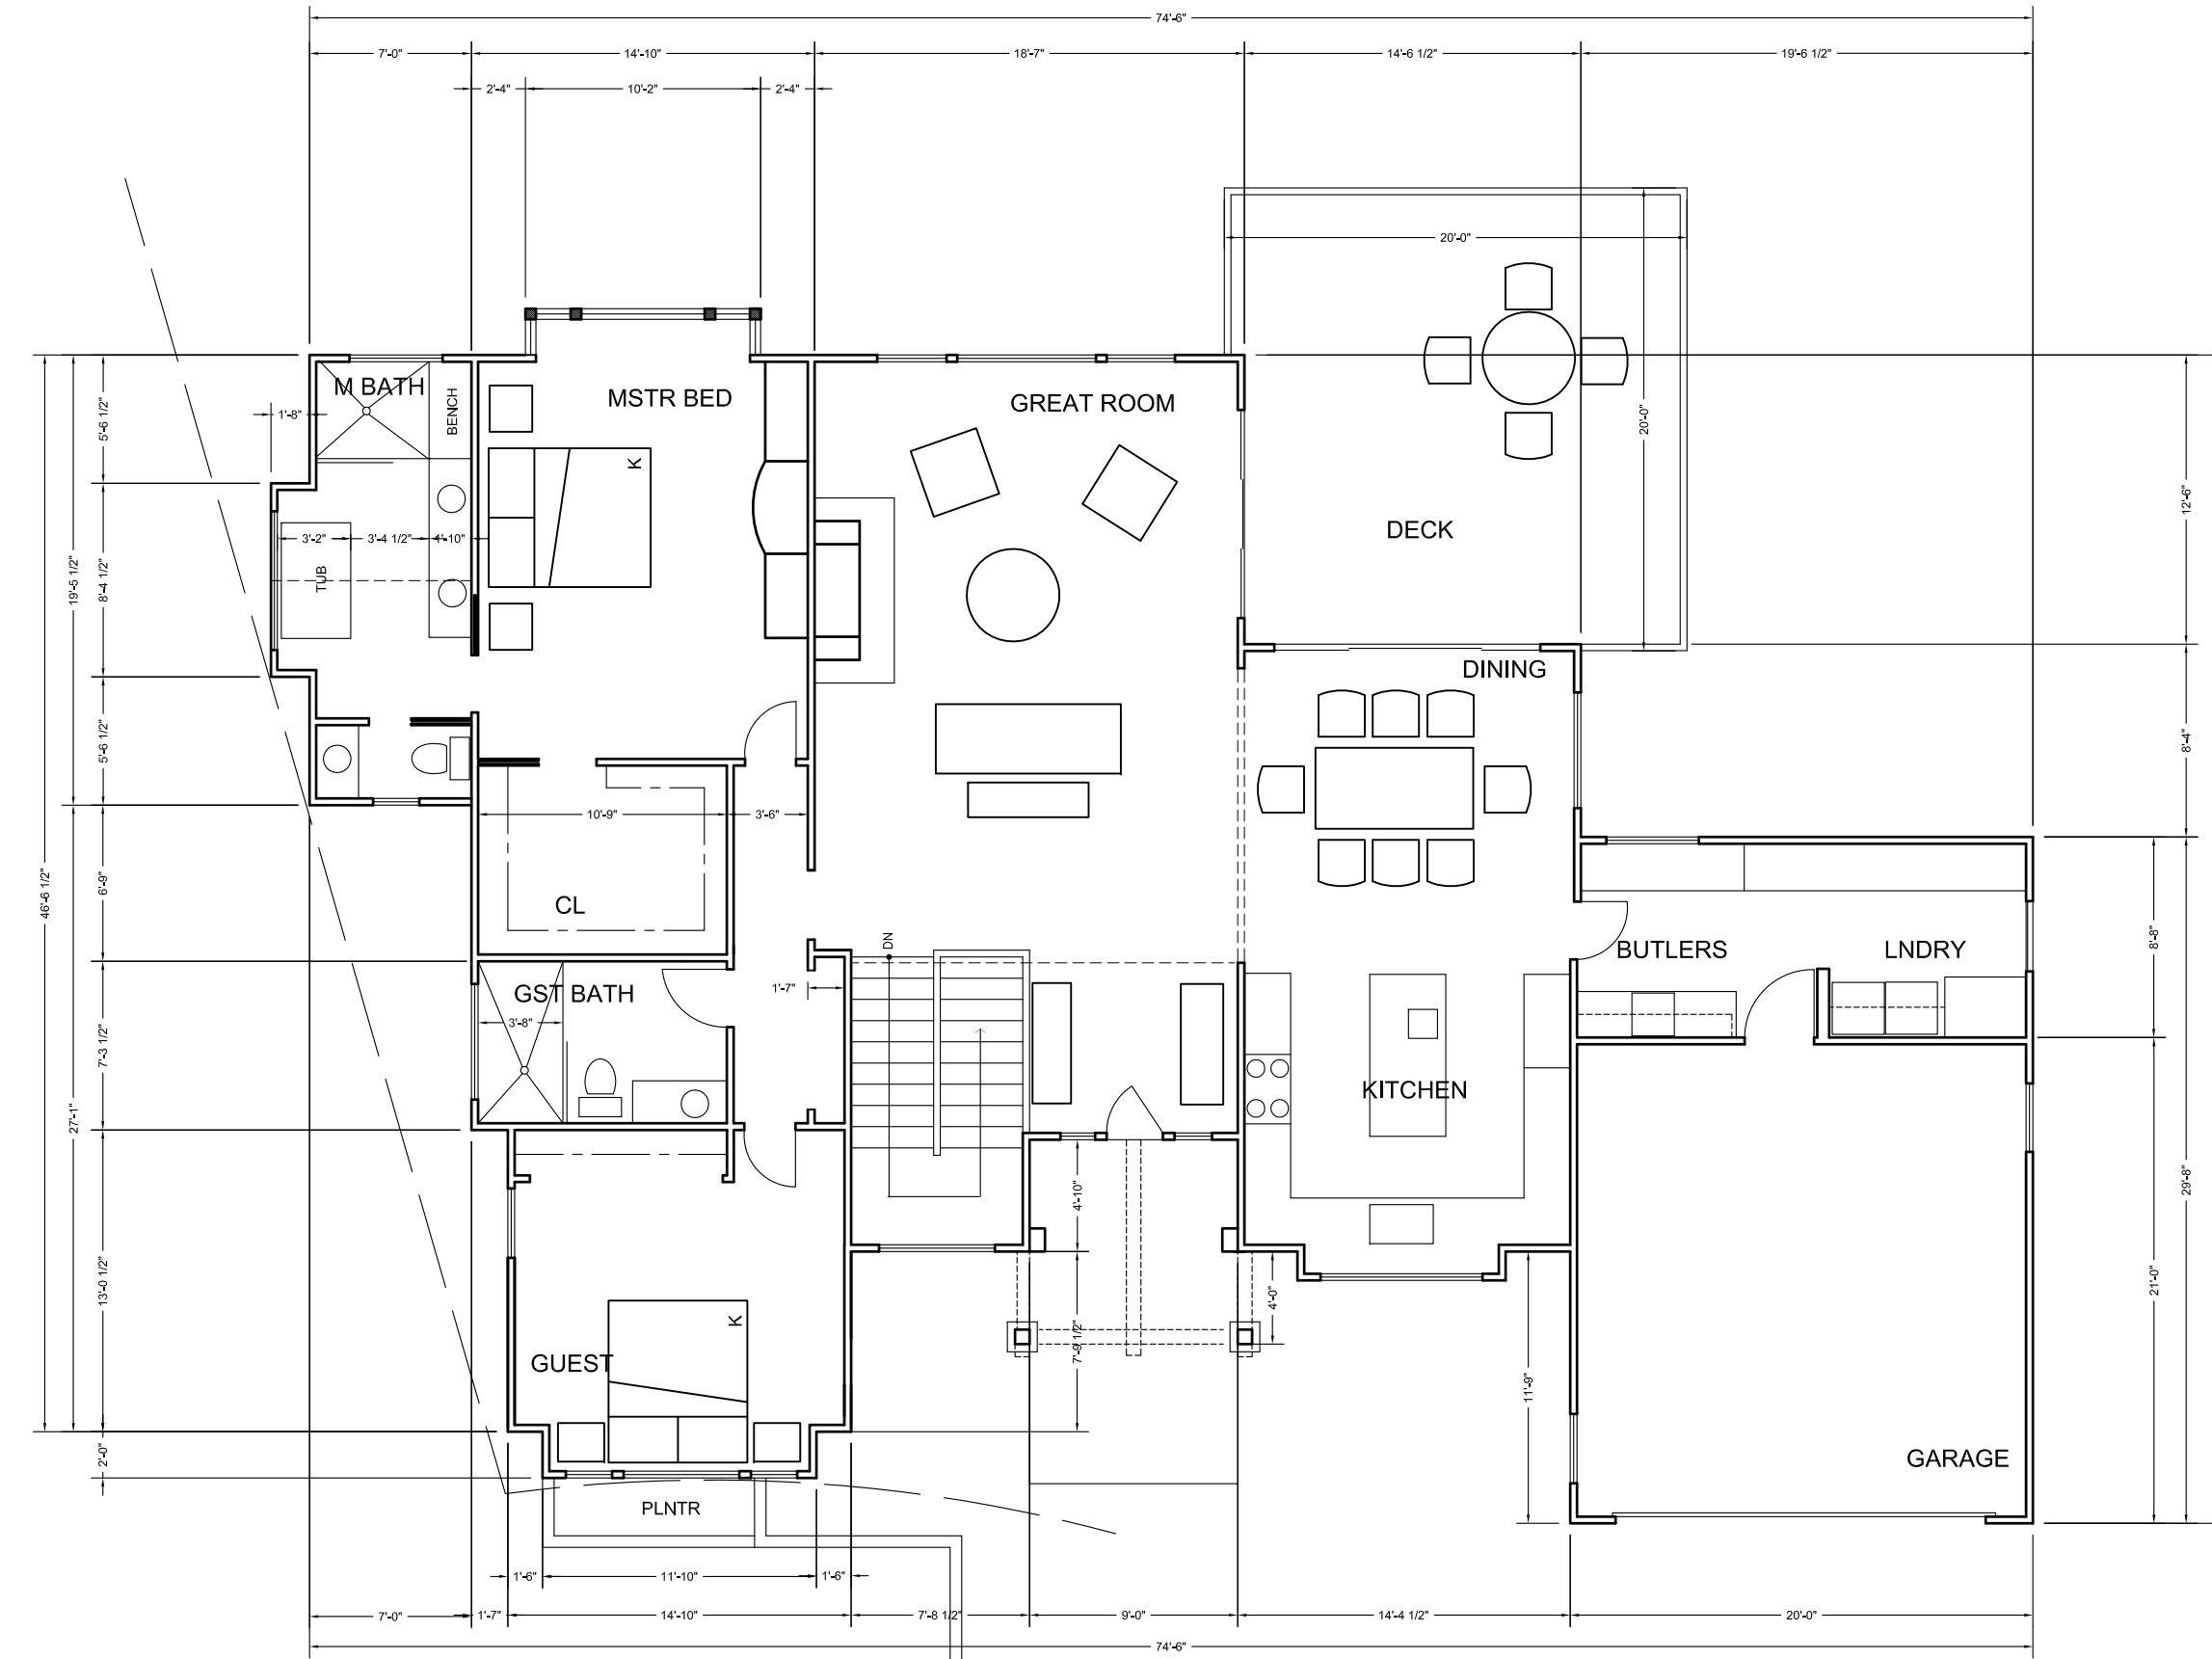 74'-6"
7'-0" 14'-10" 18'-7" 14'-6 1/2" 19'-6 1/2"
2'-4" 10'-2" 2'-4"
20'-0"
M BATH
BENCH
MSTR BED
GREAT ROOM
1'-8"
5'-6 1/2"
K
20'-0"
12'-6"
DECK
3'-2" 3'-4 1/2" 1'-10"
TUB
8'-4 1/2"
19'-5 1/2"
DINING
5'-6 1/2"
8'-4"
10'-9" 3'-6"
46'-6 1/2"
6'-9"
CL
DN
BUTLERS
LNDRY
8'-8"
GST BATH
1'-7"
3'-8"
7'-3 1/2"
KITCHEN
27'-1"
4'-10"
29'-8"
13'-0 1/2"
4'-0"
21'-0"
K
7'-9 1/2"
GUEST
11'-9"
2'-0"
GARAGE
PLNTR
1'-6" 11'-10" 1'-6"
7'-0" 1'-7" 14'-10" 7'-8 1/2" 9'-0" 14'-4 1/2" 20'-0"
74'-6"